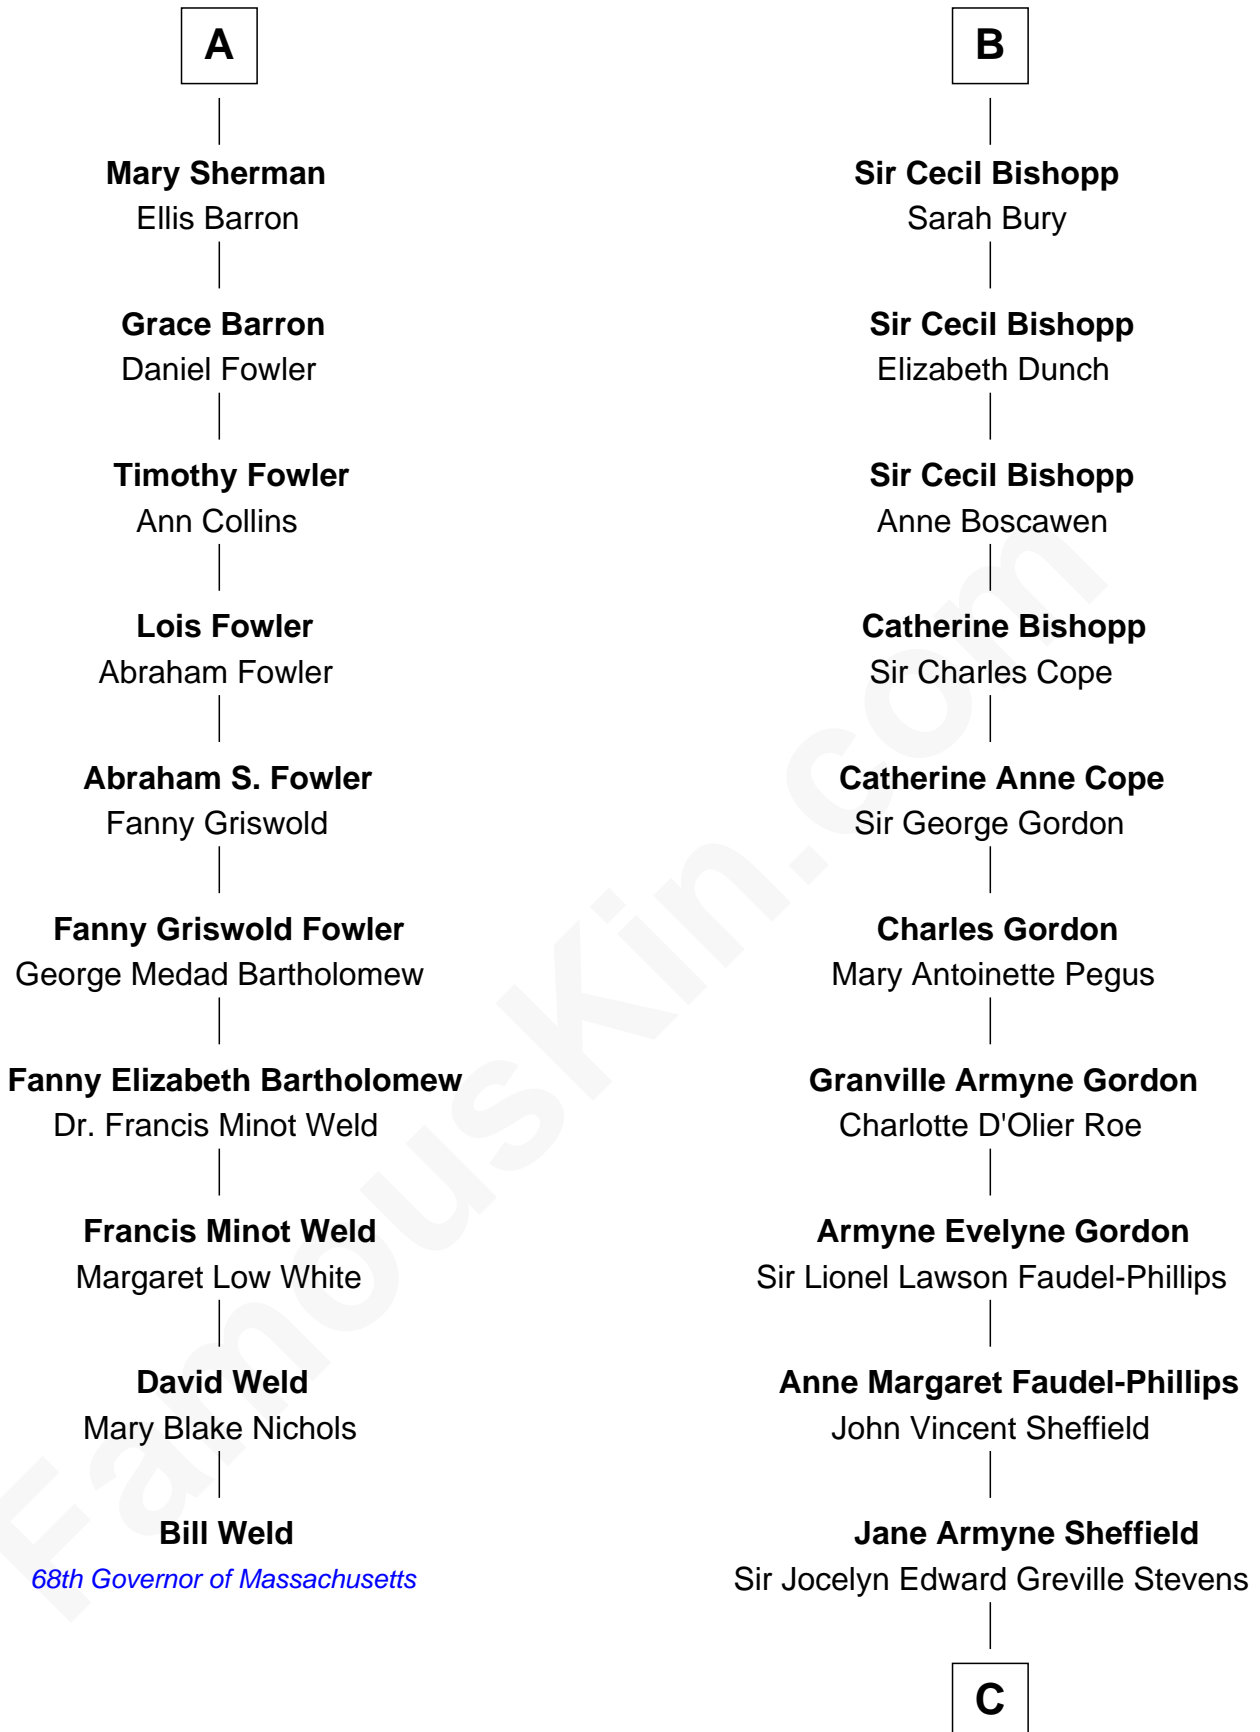 A
Mary Sherman
Ellis Barron
Grace Barron
Daniel Fowler
Timothy Fowler
Ann Collins
Lois Fowler
Abraham Fowler
Abraham S. Fowler
Fanny Griswold
Fanny Griswold Fowler
George Medad Bartholomew
Fanny Elizabeth Bartholomew
Dr. Francis Minot Weld
Francis Minot Weld
Margaret Low White
David Weld
Mary Blake Nichols
Bill Weld
68th Governor of Massachusetts
B
Sir Cecil Bishopp
Sarah Bury
Sir Cecil Bishopp
Elizabeth Dunch
Sir Cecil Bishopp
Anne Boscawen
Catherine Bishopp
Sir Charles Cope
Catherine Anne Cope
Sir George Gordon
Charles Gordon
Mary Antoinette Pegus
Granville Armyne Gordon
Charlotte D'Olier Roe
Armyne Evelyne Gordon
Sir Lionel Lawson Faudel-Phillips
Anne Margaret Faudel-Phillips
John Vincent Sheffield
Jane Armyne Sheffield
Sir Jocelyn Edward Greville Stevens
C
FamousKin.com